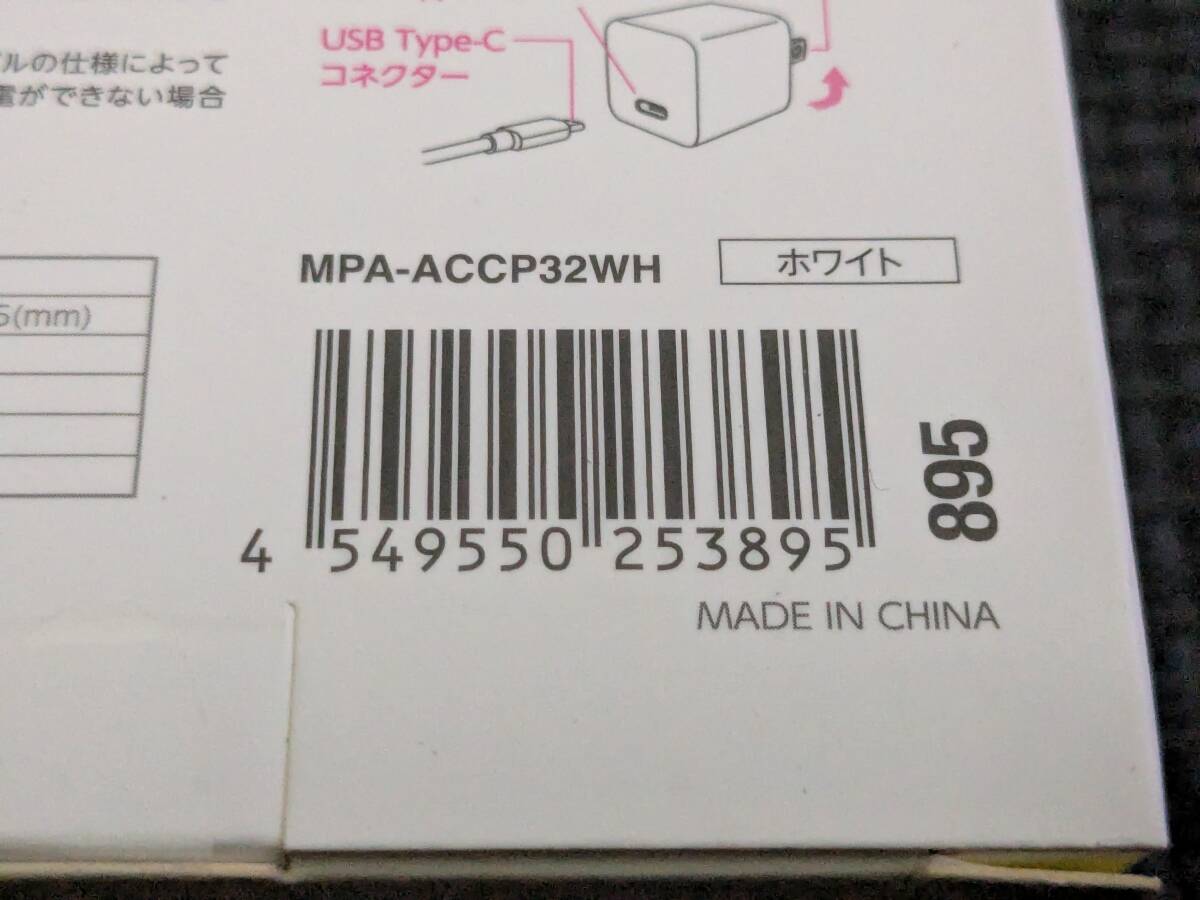 USB Type-C
コネクター
ルの仕様によって
電ができない場合
MPA-ACCP32WH
ホワイト
5(mm)
4 549550 253895
895
MADE IN CHINA